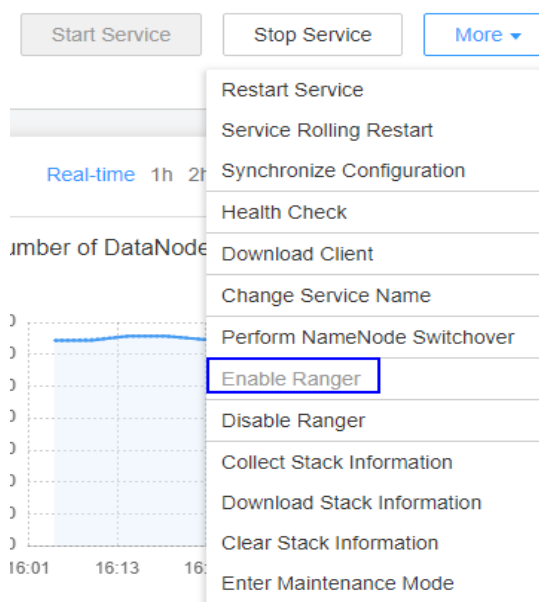 Start Service
Stop Service
More
Restart Service
Service Rolling Restart
Synchronize Configuration
Real-time 1h
Health Check
Download Client
Change Service Name
Perform NameNode Switchover
Enable Ranger
Disable Ranger
Collect Stack Information
Download Stack Information
Clear Stack Information
Enter Maintenance Mode
of DataNode
16:01 16:13